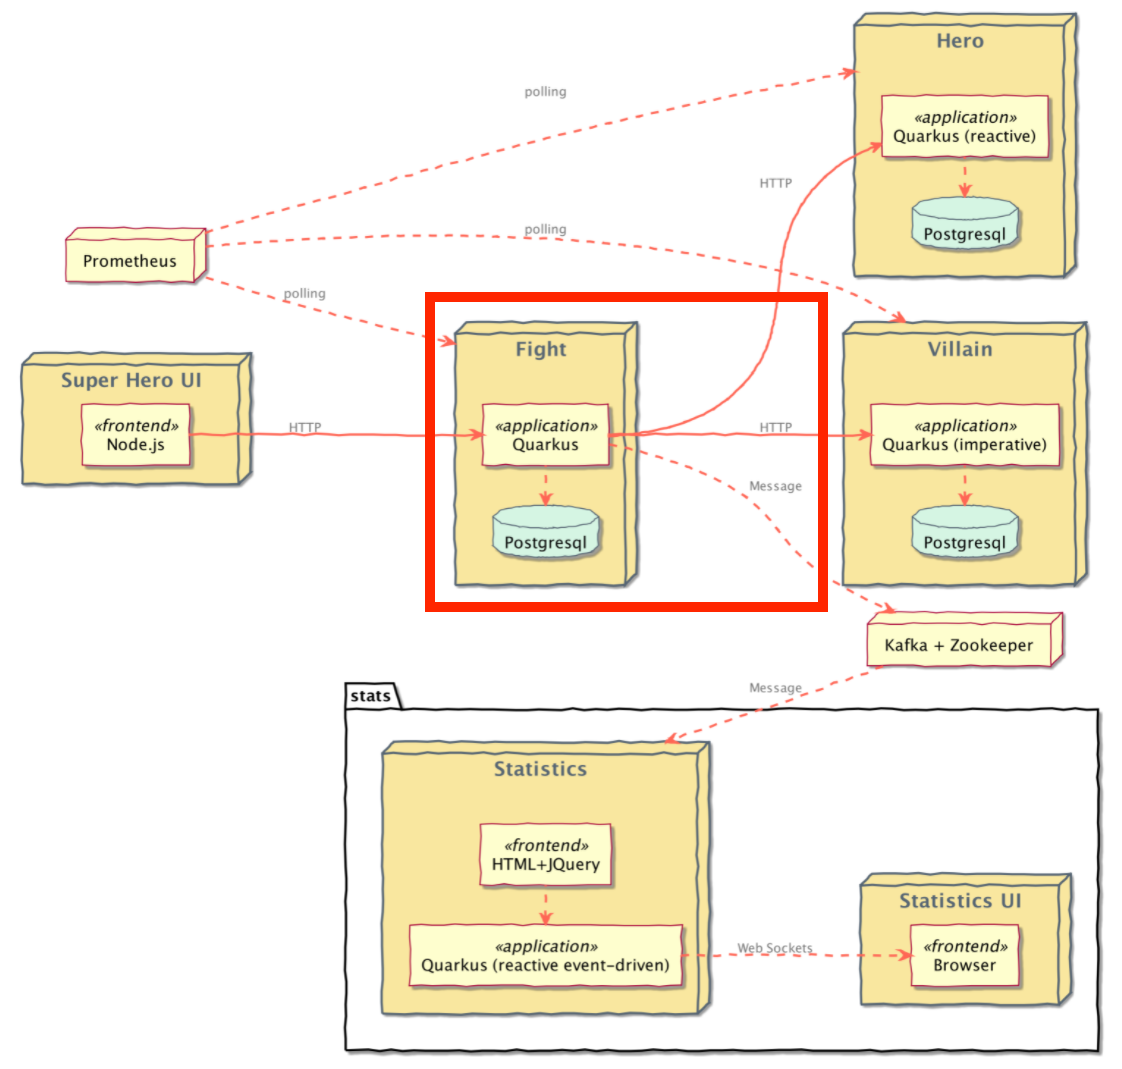 Hero
polling
«application»
Quarkus (reactive)
HTTP
Postgresql
polling
Prometheus
polling
Fight
Villain
Super Hero UI
«frontend»
Node.js
HTTP
«application»
Quarkus
HTTP
«application»
Quarkus (imperative)
Message
Postgresql
Postgresql
Kafka + Zookeeper
Message
stats
Statistics
«frontend»
HTML+JQuery
Statistics UI
«application»
Quarkus (reactive event-driven)
Web Sockets
«frontend»
Browser